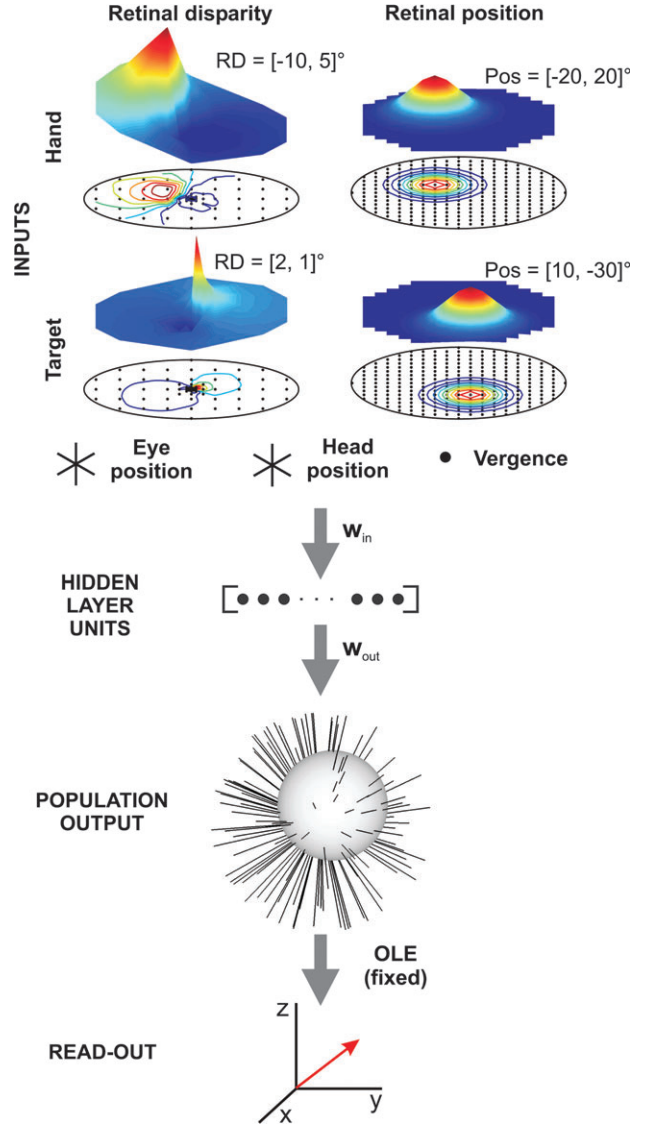 Retinal disparity
Retinal position
INPUTS
Hand
RD = [-10, 5]°
Pos = [-20, 20]°
Target
RD = [2, 1]°
Pos = [10, -30]°
Eye position
Head position
Vergence
w_in
HIDDEN
LAYER
UNITS
w_out
POPULATION
OUTPUT
OLE
(fixed)
READ-OUT
z
x
y